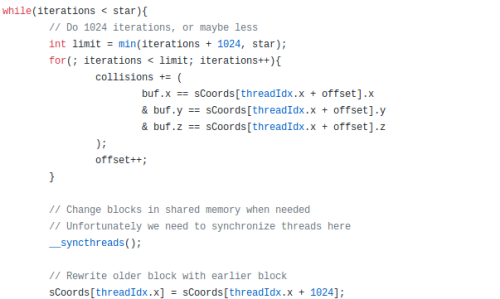 while(iterations < star){
// Do 1024 iterations, or maybe less
int limit = min(iterations + 1024, star);
for(; iterations < limit; iterations++){
collisions += (
buf.x == sCoords[threadIdx.x + offset].x
& buf.y == sCoords[threadIdx.x + offset].y
& buf.z == sCoords[threadIdx.x + offset].z
);
offset++;
}
// Change blocks in shared memory when needed
// Unfortunately we need to synchronize threads here
__syncthreads();
// Rewrite older block with earlier block
sCoords[threadIdx.x] = sCoords[threadIdx.x + 1024];